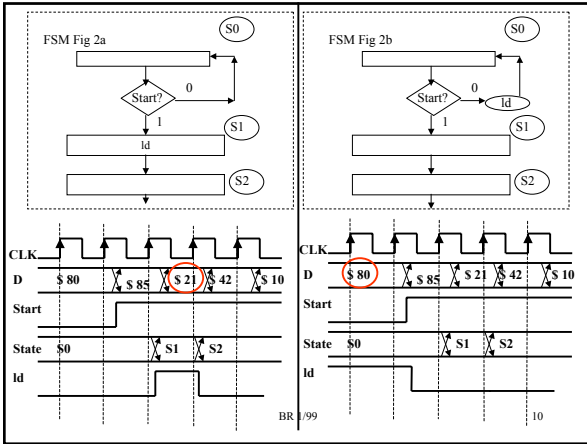 FSM Fig 2a
S0
Start?
0
1
S1
ld
S2
CLK
D $ 80 $ 85 $ 21 $ 42 $ 10
Start
State S0 S1 S2
ld
FSM Fig 2b
S0
Start?
0
ld
1
S1
S2
CLK
D $ 80 $ 85 $ 21 $ 42 $ 10
Start
State S0 S1 S2
ld
BR 1/99
10